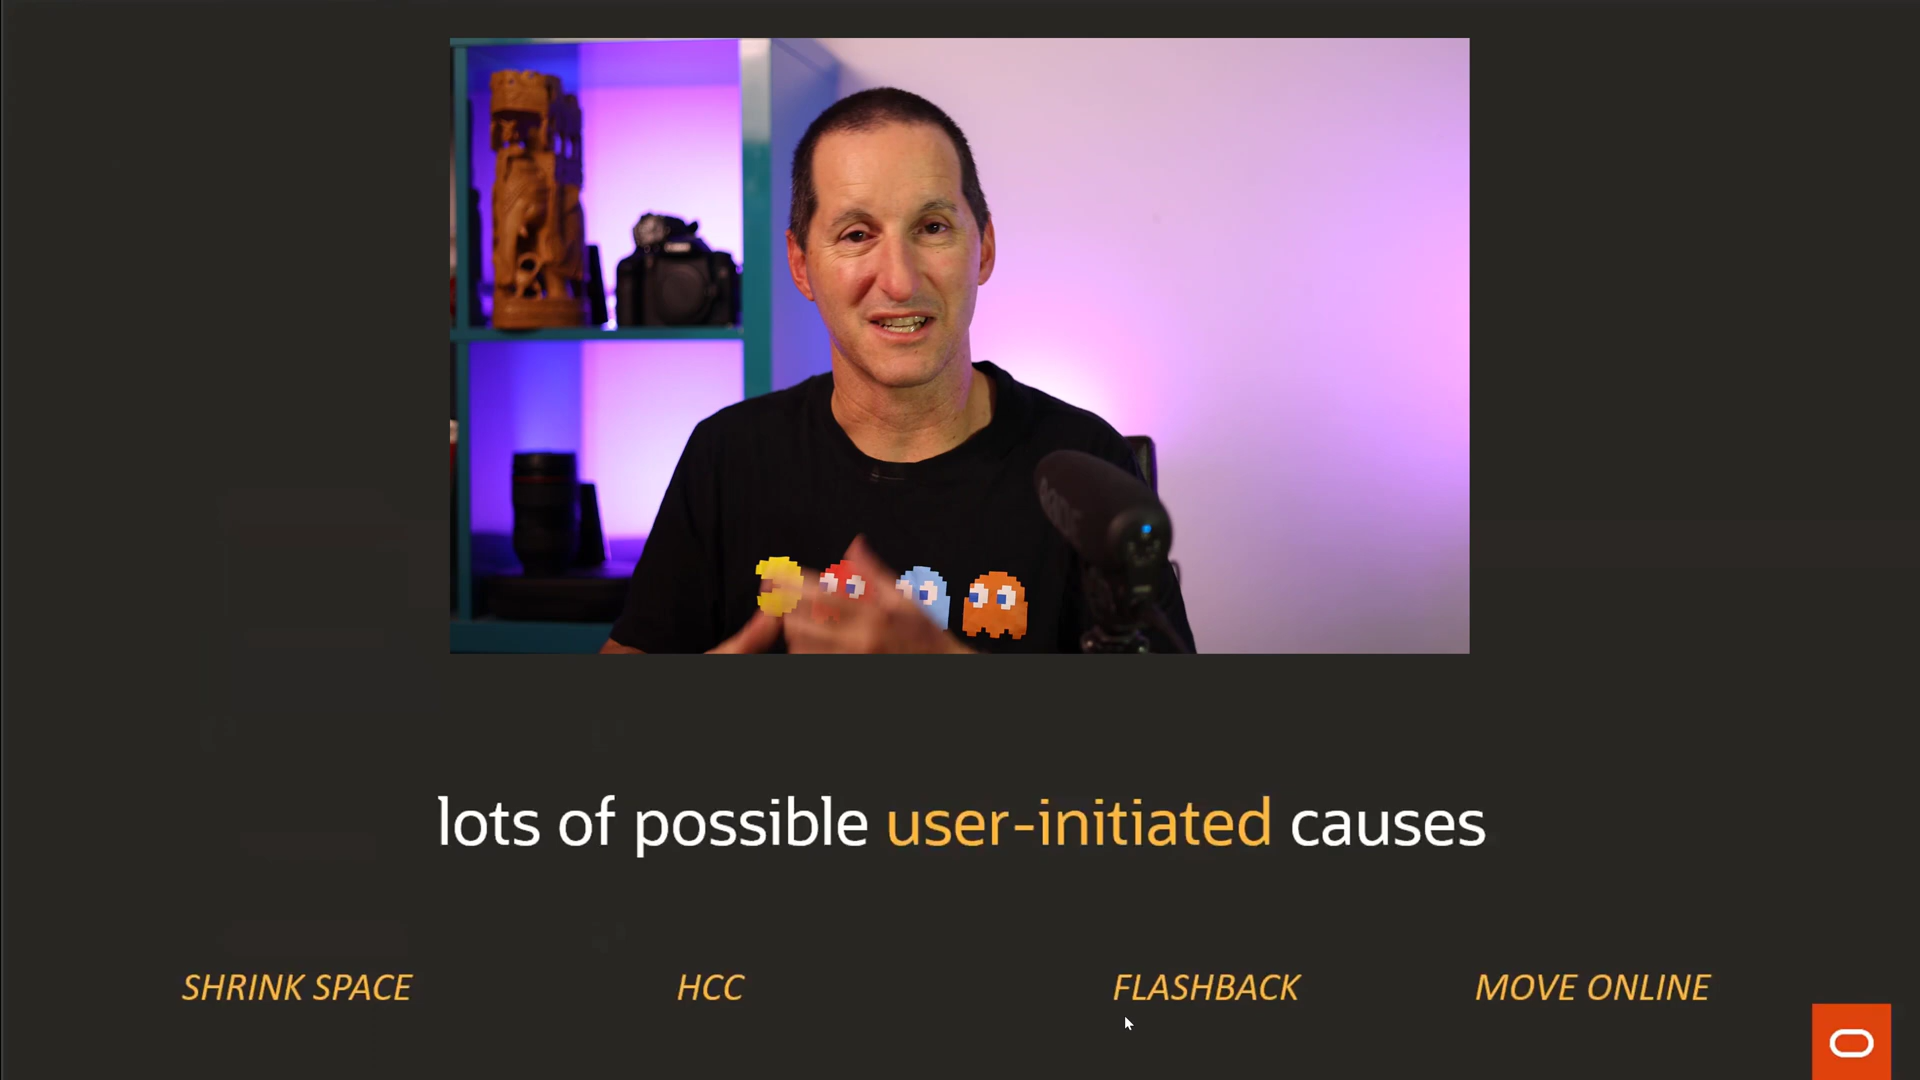 lots of possible user-initiated causes
SHRINK SPACE
HCC
FLASHBACK
MOVE ONLINE